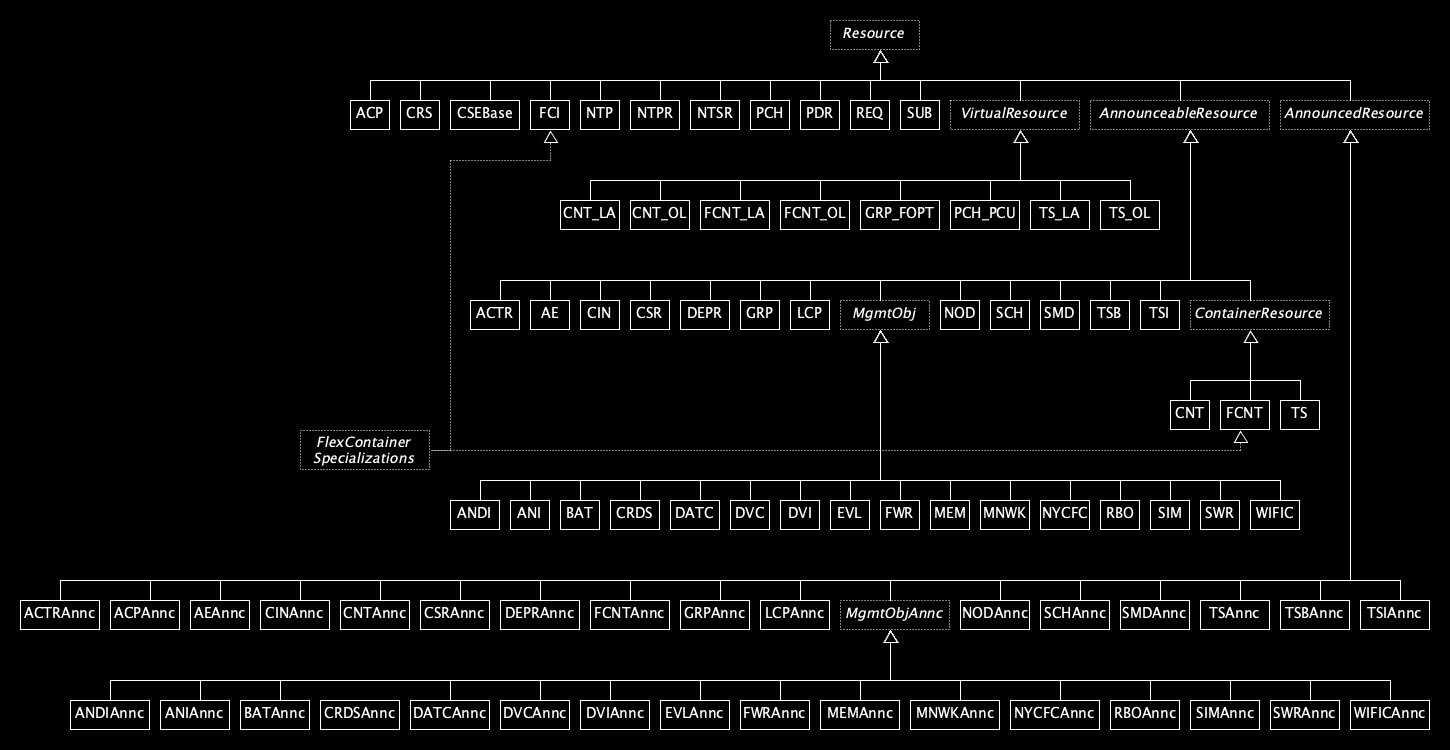 Resource
ACP CRS CSEBase FCI NTP NTPR NTSR PCH PDR REQ SUB VirtualResource AnnounceableResource AnnouncedResource
CNT_LA CNT_OL FCNT_LA FCNT_OL GRP_FOPT PCH_PCU TS_LA TS_OL
ACTR AE CIN CSR DEPR GRP LCP MgmtObj NOD SCH SMD TSB TSI ContainerResource
CNT FCNT TS
FlexContainer
Specializations
ANDI ANI BAT CRDS DATC DVC DVI EVL FWR MEM MNWK NYCFC RBO SIM SWR WIFIC
ACTRAnnc ACPAnnc AEAnnc CINAnnc CNTAnnc CSRAnnc DEPRAnnc FCNTAnnc GRPAnnc LCPAnnc MgmtObjAnnc NODAnnc SCHAnnc SMDAnnc TSAnnc TSBAnnc TSIAnnc
ANDIAnnc ANIAnnc BATAnnc CRDSAnnc DATCAnnc DVCAnnc DVIAnnc EVLAnnc FWRAnnc MEMAnnc MNWKAnnc NYCFCAnnc RBOAnnc SIMAnnc SWRAnnc WIFICAnnc